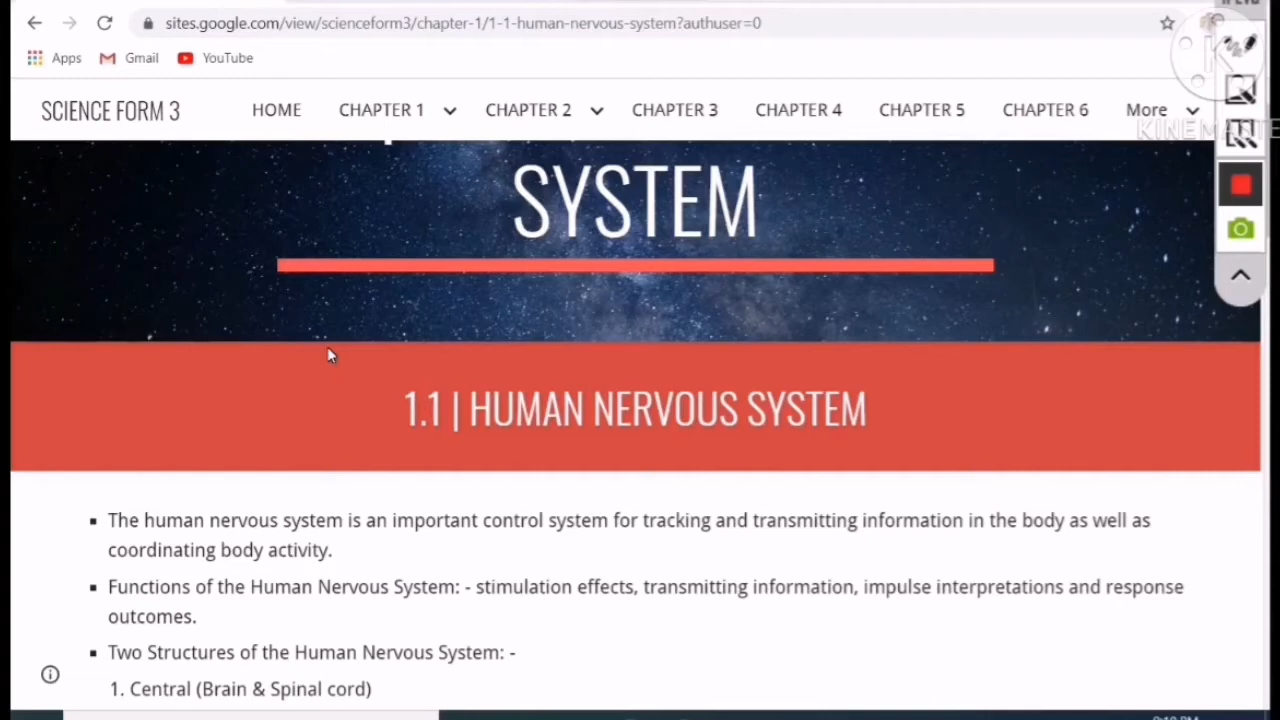 sites.google.com/view/scienceform3/chapter-1/1-1-human-nervous-system?authuser=0
Apps Gmail YouTube
SCIENCE FORM 3 HOME CHAPTER 1 CHAPTER 2 CHAPTER 3 CHAPTER 4 CHAPTER 5 CHAPTER 6 More
KINEMASTE
SYSTEM
1.1 | HUMAN NERVOUS SYSTEM
▪ The human nervous system is an important control system for tracking and transmitting information in the body as well as
coordinating body activity.
▪ Functions of the Human Nervous System: - stimulation effects, transmitting information, impulse interpretations and response
outcomes.
▪ Two Structures of the Human Nervous System: -
1. Central (Brain & Spinal cord)